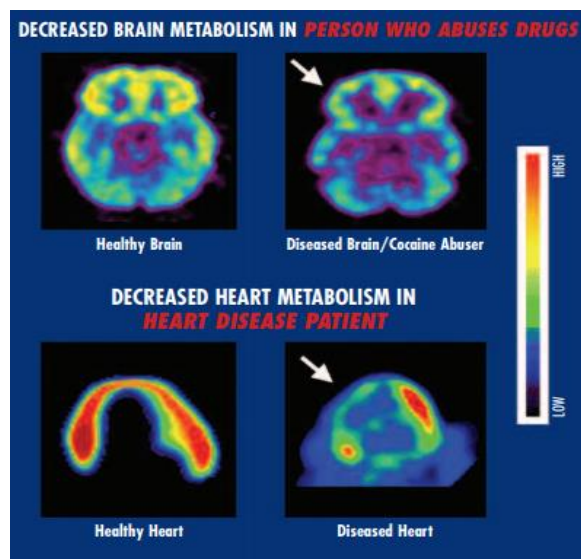 DECREASED BRAIN METABOLISM IN PERSON WHO ABUSES DRUGS
Healthy Brain
Diseased Brain/Cocaine Abuser
HIGH
LOW
DECREASED HEART METABOLISM IN
HEART DISEASE PATIENT
Healthy Heart
Diseased Heart